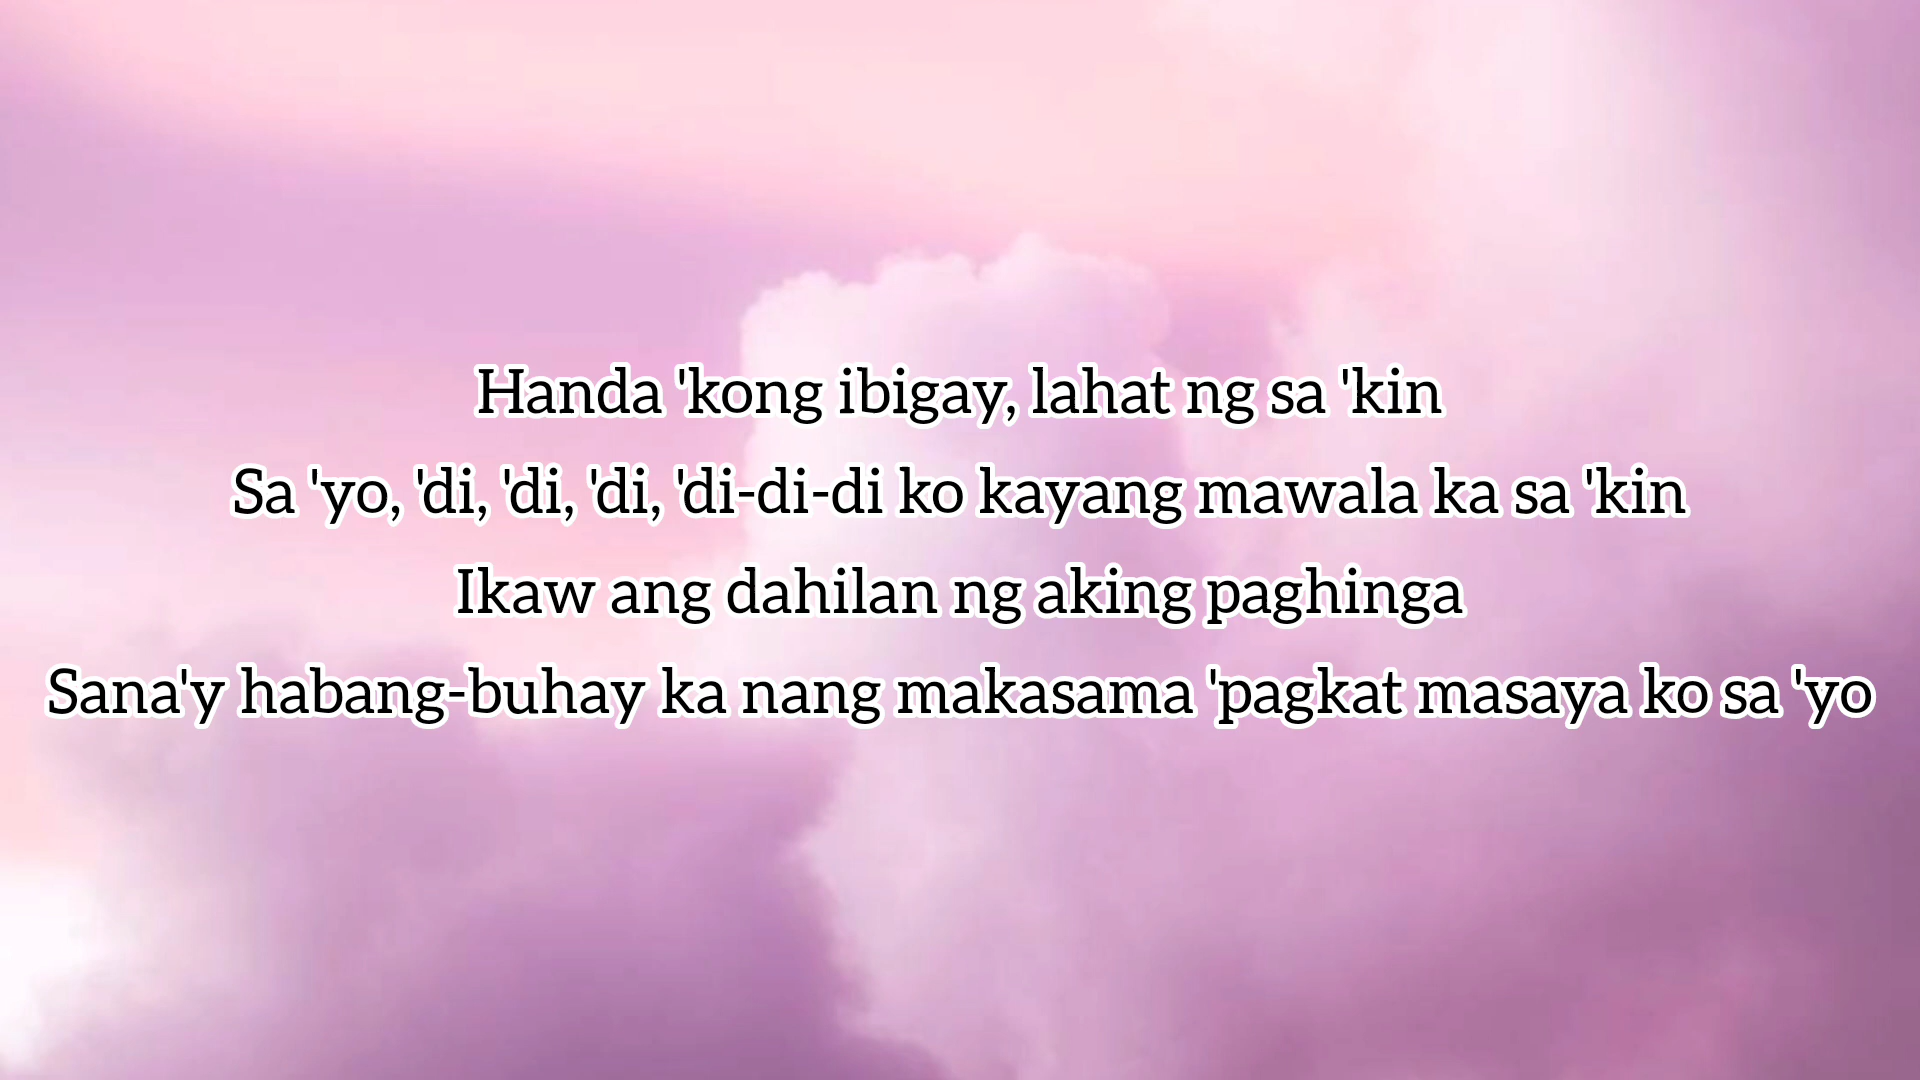 Handa 'kong ibigay, lahat ng sa 'kin
Sa 'yo, 'di, 'di, 'di, 'di-di-di ko kayang mawala ka sa 'kin
Ikaw ang dahilan ng aking paghinga
Sana'y habang-buhay ka nang makasama 'pagkat masaya ko sa 'yo